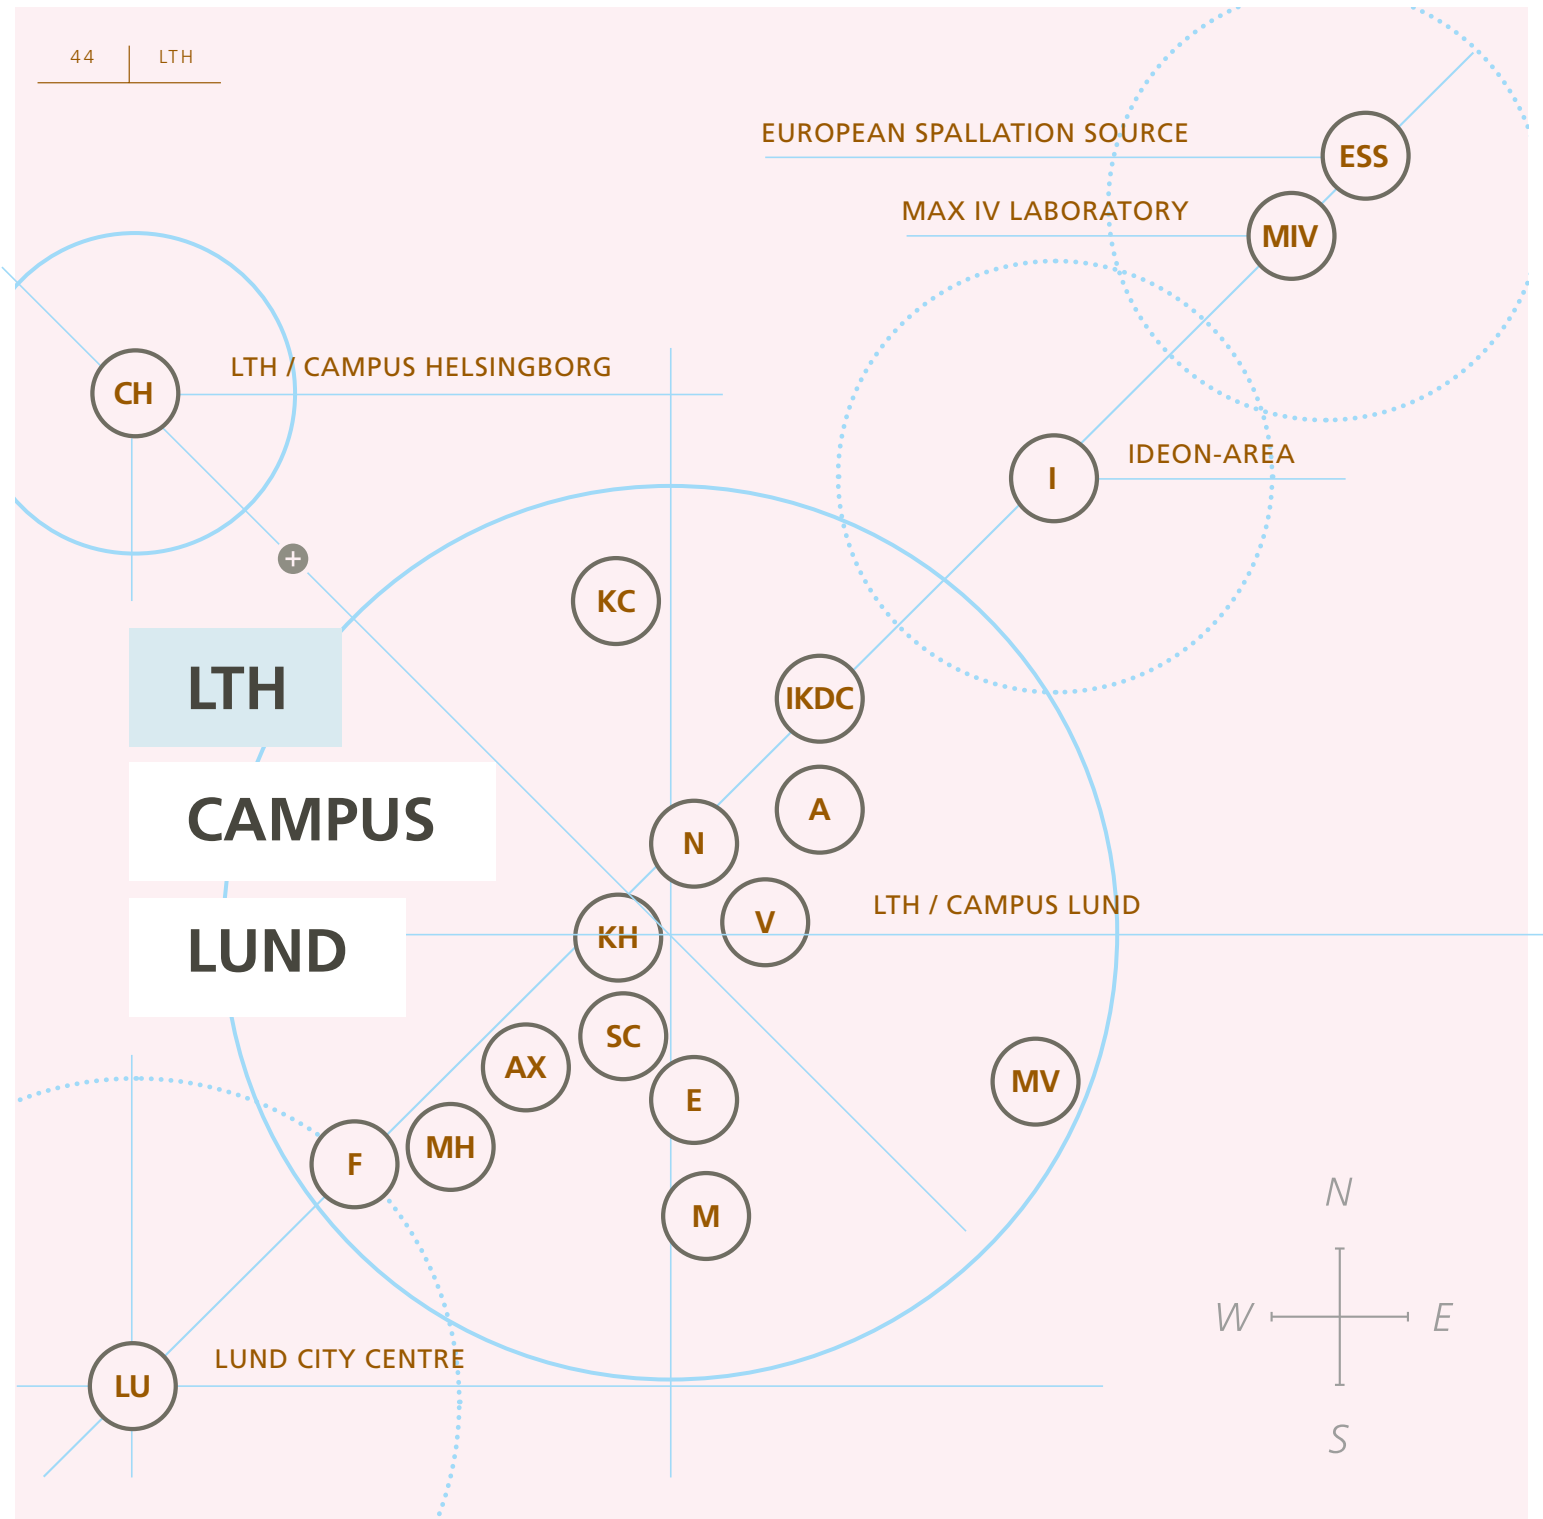 44 LTH
EUROPEAN SPALLATION SOURCE
ESS
MAX IV LABORATORY
MIV
LTH / CAMPUS HELSINGBORG
CH
IDEON-AREA
I
+
KC
LTH
IKDC
CAMPUS
A
N
LTH / CAMPUS LUND
V
KH
LUND
SC
AX
MV
E
MH
F
N
M
W E
LUND CITY CENTRE
LU
S